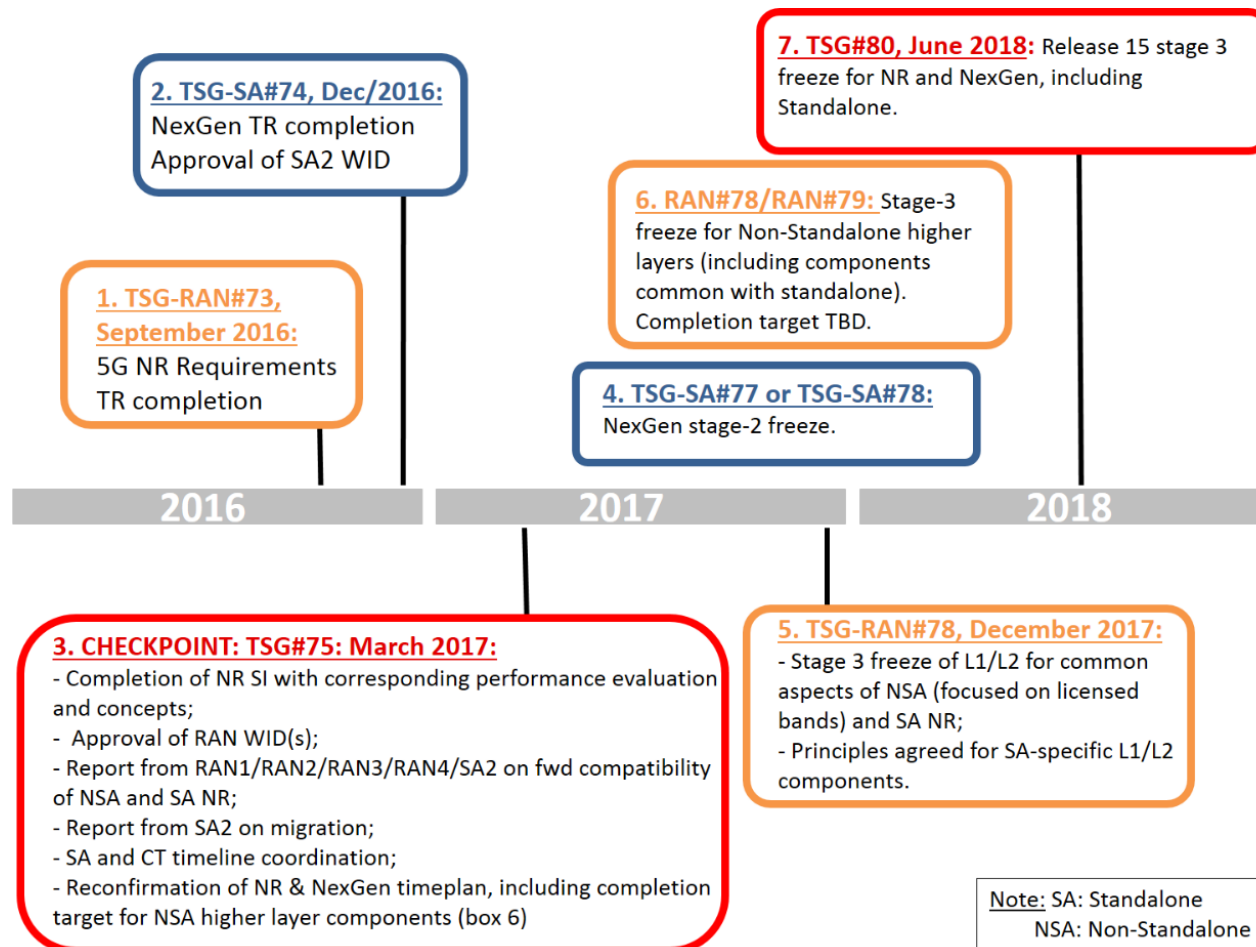 7. TSG#80, June 2018: Release 15 stage 3
freeze for NR and NexGen, including
Standalone.
2. TSG-SA#74, Dec/2016:
NexGen TR completion
Approval of SA2 WID
6. RAN#78/RAN#79: Stage-3
freeze for Non-Standalone higher
layers (including components
common with standalone).
Completion target TBD.
1. TSG-RAN#73,
September 2016:
5G NR Requirements
TR completion
4. TSG-SA#77 or TSG-SA#78:
NexGen stage-2 freeze.
2016
2017
2018
3. CHECKPOINT: TSG#75: March 2017:
- Completion of NR SI with corresponding performance evaluation
and concepts;
- Approval of RAN WID(s);
- Report from RAN1/RAN2/RAN3/RAN4/SA2 on fwd compatibility
of NSA and SA NR;
- Report from SA2 on migration;
- SA and CT timeline coordination;
- Reconfirmation of NR & NexGen timeplan, including completion
target for NSA higher layer components (box 6)
5. TSG-RAN#78, December 2017:
- Stage 3 freeze of L1/L2 for common
aspects of NSA (focused on licensed
bands) and SA NR;
- Principles agreed for SA-specific L1/L2
components.
Note: SA: Standalone
NSA: Non-Standalone